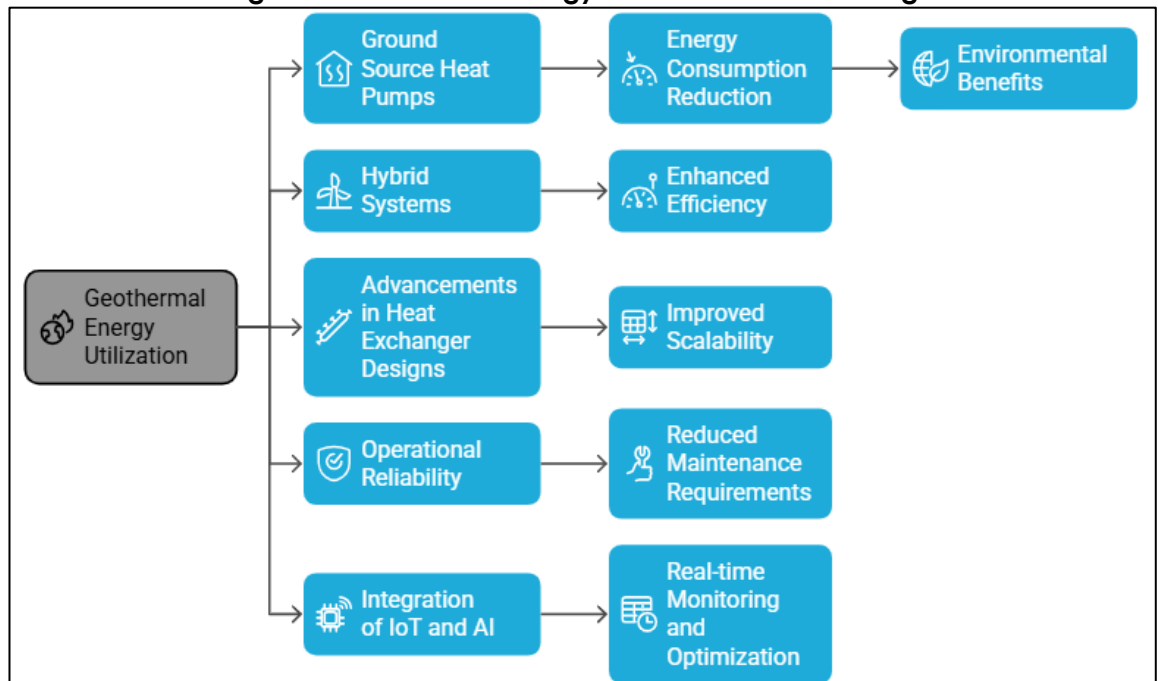 Ground
Source Heat
Pumps
Energy
Consumption
Reduction
Environmental
Benefits
Hybrid
Systems
Enhanced
Efficiency
Geothermal
Energy
Utilization
Advancements
in Heat
Exchanger
Designs
Improved
Scalability
Operational
Reliability
Reduced
Maintenance
Requirements
Integration
of IoT and AI
Real-time
Monitoring
and
Optimization